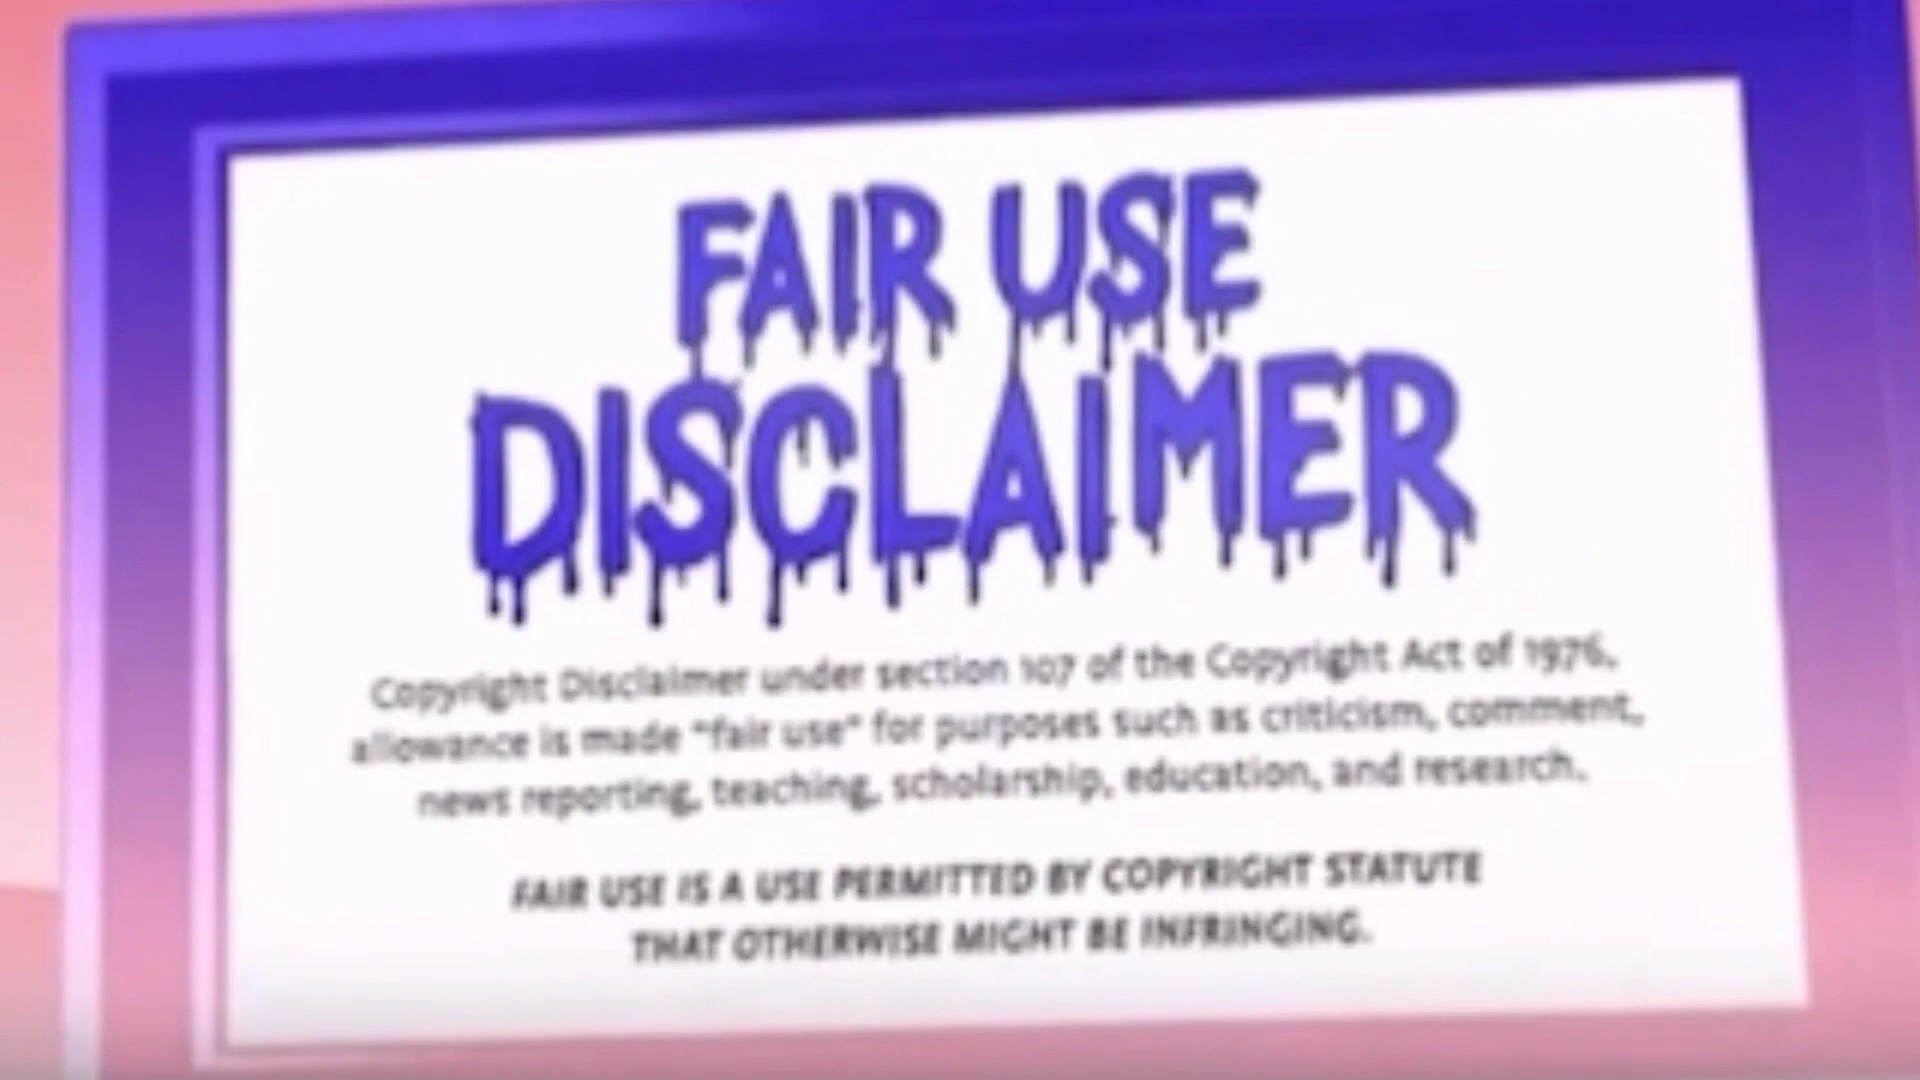 FAIR USE
DISCLAIMER
Copyright Disclaimer under section 107 of the Copyright Act of 1976,
allowance is made "fair use" for purposes such as criticism, comment,
news reporting, teaching, scholarship, education, and research.
FAIR USE IS A USE PERMITTED BY COPYRIGHT STATUTE
THAT OTHERWISE MIGHT BE INFRINGING.